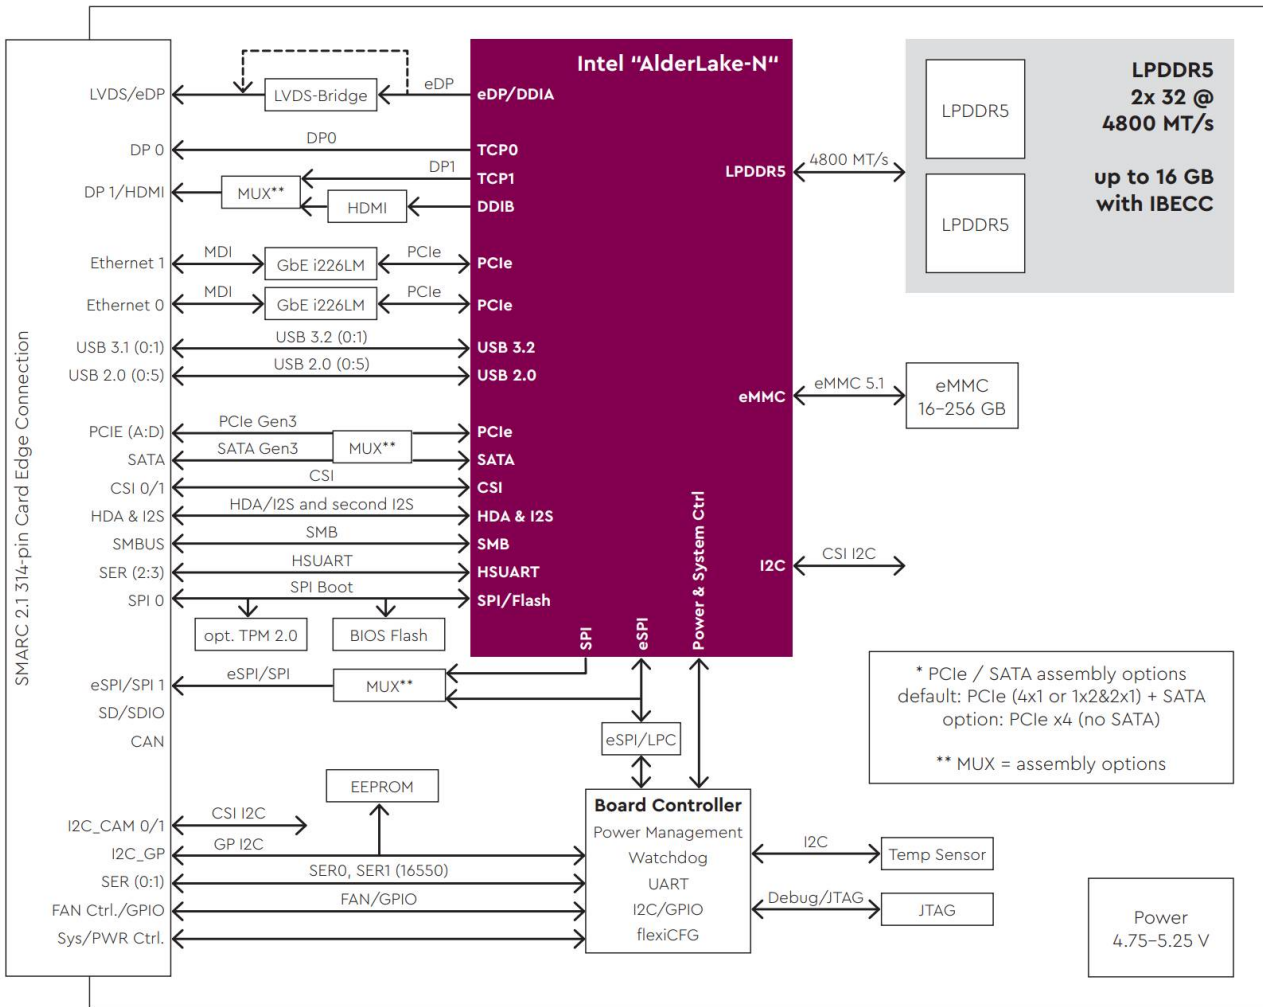 SMARC 2.1 314-pin Card Edge Connection
Intel “AlderLake-N“
LVDS/eDP
LVDS-Bridge
eDP
eDP/DDIA
DP 0
DP0
TCP0
DP 1/HDMI
MUX**
DP1
TCP1
HDMI
DDIB
Ethernet 1
MDI
GbE i226LM
PCIe
PCIe
Ethernet 0
MDI
GbE i226LM
PCIe
PCIe
USB 3.1 (0:1)
USB 3.2 (0:1)
USB 3.2
USB 2.0 (0:5)
USB 2.0 (0:5)
USB 2.0
PCIE (A:D)
PCIe Gen3
MUX**
PCIe
SATA
SATA Gen3
SATA
CSI 0/1
CSI
CSI
HDA & I2S
HDA/I2S and second I2S
HDA & I2S
SMBUS
SMB
SMB
SER (2:3)
HSUART
HSUART
SPI 0
SPI Boot
SPI/Flash
opt. TPM 2.0
BIOS Flash
SPI
eSPI
Power & System Ctrl
LPDDR5
4800 MT/s
LPDDR5
LPDDR5
LPDDR5
2x 32 @
4800 MT/s
up to 16 GB
with IBECC
eMMC
eMMC 5.1
eMMC
16–256 GB
I2C
CSI I2C
eSPI/SPI 1
eSPI/SPI
MUX**
SD/SDIO
CAN
eSPI/LPC
* PCIe / SATA assembly options
default: PCIe (4x1 or 1x2&2x1) + SATA
option: PCIe x4 (no SATA)
** MUX = assembly options
EEPROM
I2C_CAM 0/1
CSI I2C
I2C_GP
GP I2C
SER (0:1)
SER0, SER1 (16550)
FAN Ctrl./GPIO
FAN/GPIO
Sys/PWR Ctrl.
Board Controller
Power Management
Watchdog
UART
I2C/GPIO
flexiCFG
I2C
Temp Sensor
Debug/JTAG
JTAG
Power
4.75–5.25 V